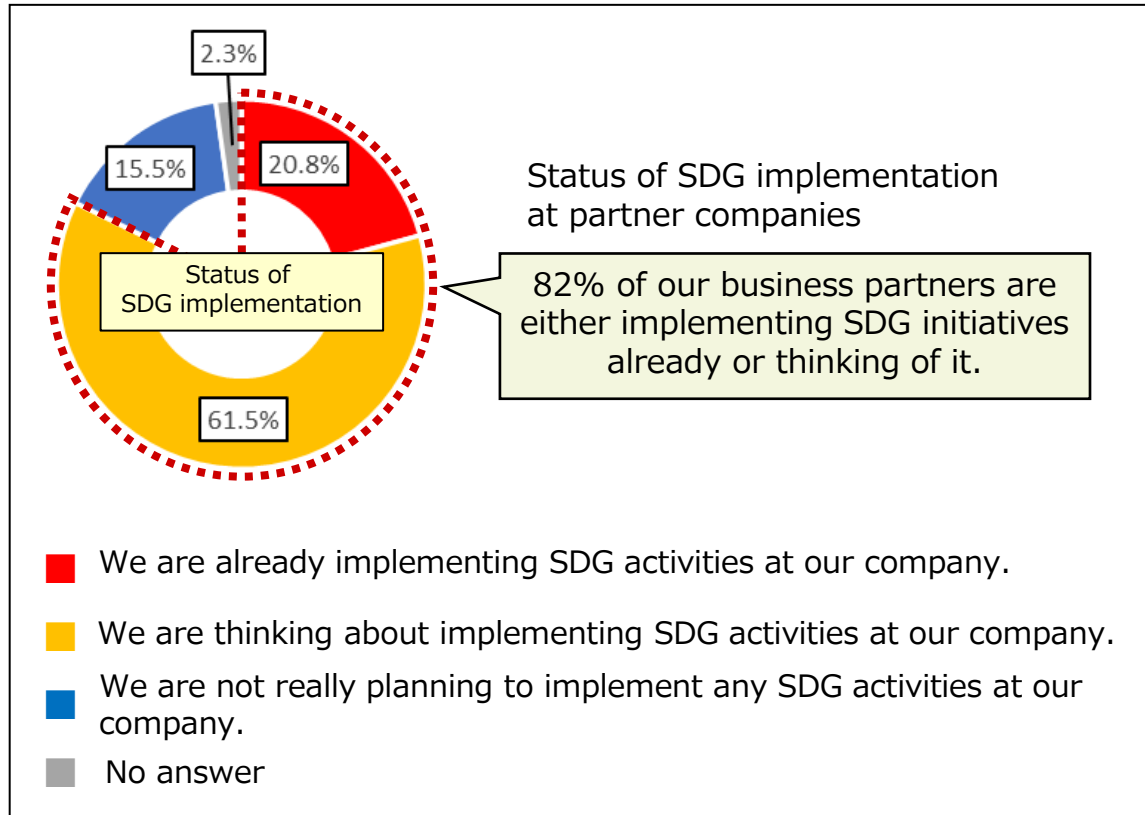 2.3%
20.8%
15.5%
Status of SDG implementation
at partner companies
Status of
SDG implementation
82% of our business partners are
either implementing SDG initiatives
already or thinking of it.
61.5%
We are already implementing SDG activities at our company.
We are thinking about implementing SDG activities at our company.
We are not really planning to implement any SDG activities at our
company.
No answer